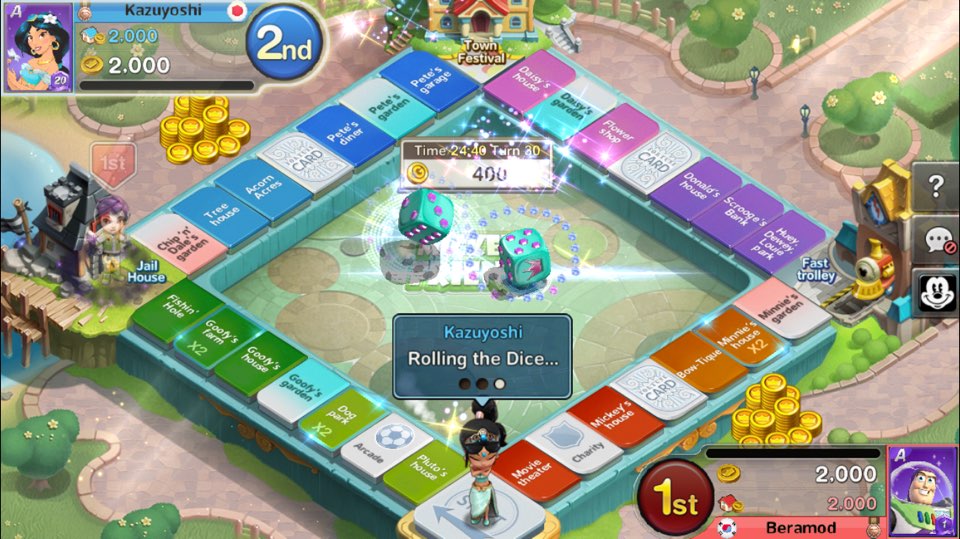 A
Kazuyoshi
2.000
2.000
20
2nd
Town
Festival
Pete's
garage
Pete's
garden
Pete's
diner
CARD
Acorn
Acres
Tree
house
Chip 'n'
Dale's
garden
1st
Jail
House
Daisy's
house
Daisy's
garden
Flower
shop
CARD
Donald's
house
Scrooge's
Bank
Huey,
Dewey, Louie
Park
Fast
trolley
?
Time 24:40 Turn 30
400
Kazuyoshi
Rolling the Dice...
Fishin'
Hole
Goofy's
farm
X2
Goofy's
house
Goofy's
garden
Dog
park
X2
Arcade
Pluto's
house
Minnie's
garden
Minnie's
house
X2
Bow-Tique
CARD
Mickey's
house
Charity
Movie
theater
1st
2.000
2.000
Beramod
A